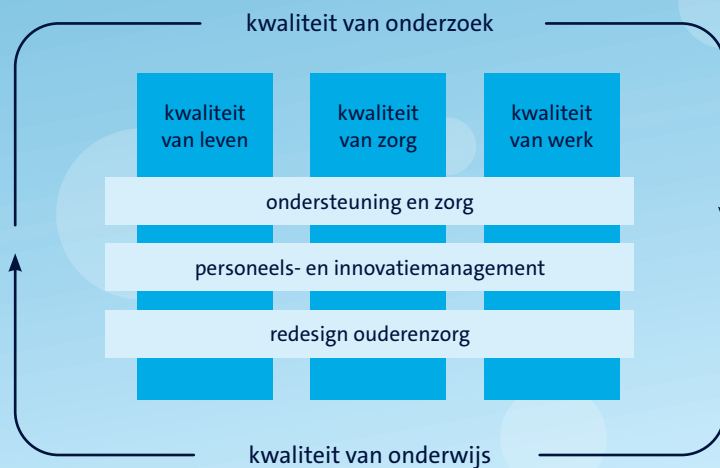 kwaliteit van onderzoek
kwaliteit
van leven
kwaliteit
van zorg
kwaliteit
van werk
ondersteuning en zorg
personeels- en innovatiemanagement
redesign ouderenzorg
kwaliteit van onderwijs